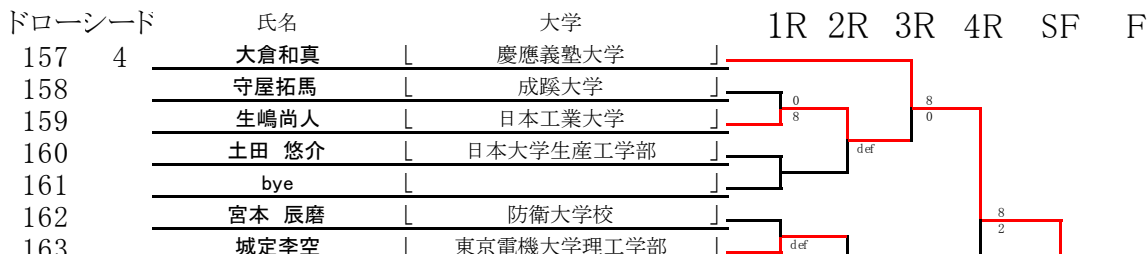 ドロー シード 氏名 大学 1R 2R 3R 4R SF F
157 4 大倉和真 [ 慶應義塾大学 ]
158 守屋拓馬 [ 成蹊大学 ]
0
8
8
0
159 生嶋尚人 [ 日本工業大学 ]
160 土田 悠介 [ 日本大学生産工学部 ]
def
161 bye [ ]
162 宮本 辰磨 [ 防衛大学校 ]
8
2
163 城定李空 [ 東京電機大学理工学部 ]
def